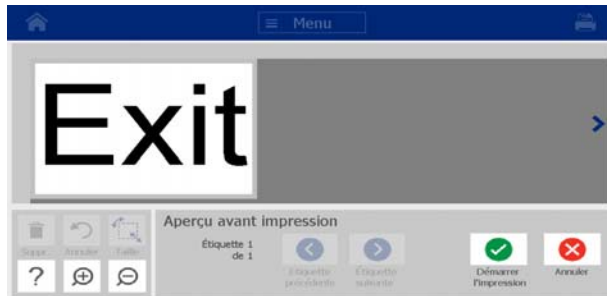 Menu
Exit
Suppr...
Annuler
Taille
Aperçu avant impression
Étiquette 1
de 1
Étiquette
précédente
Étiquette
suivante
Démarrer
l'impression
Annuler
?